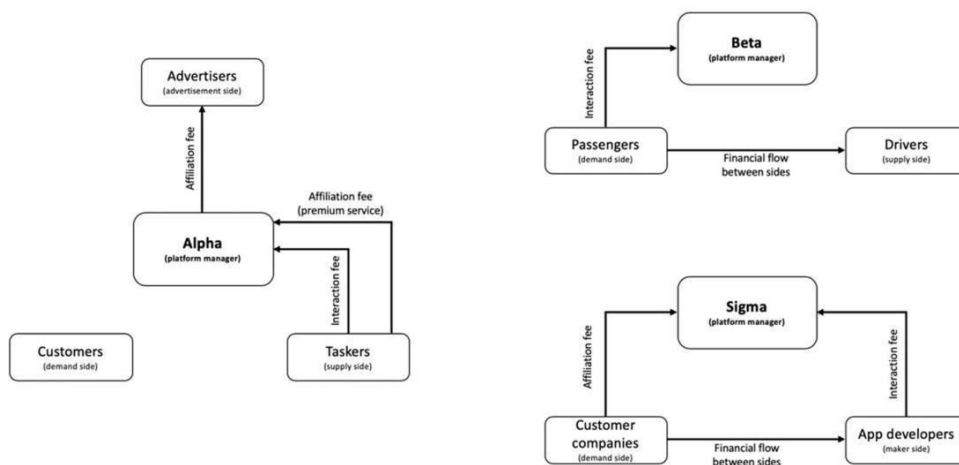 Advertisers
(advertisement side)
Affiliation fee
Affiliation fee
(premium service)
Alpha
(platform manager)
Interaction fee
Customers
(demand side)
Taskers
(supply side)
Beta
(platform manager)
Interaction fee
Passengers
(demand side)
Financial flow
between sides
Drivers
(supply side)
Sigma
(platform manager)
Affiliation fee
Interaction fee
Customer
companies
(demand side)
Financial flow
between sides
App developers
(maker side)